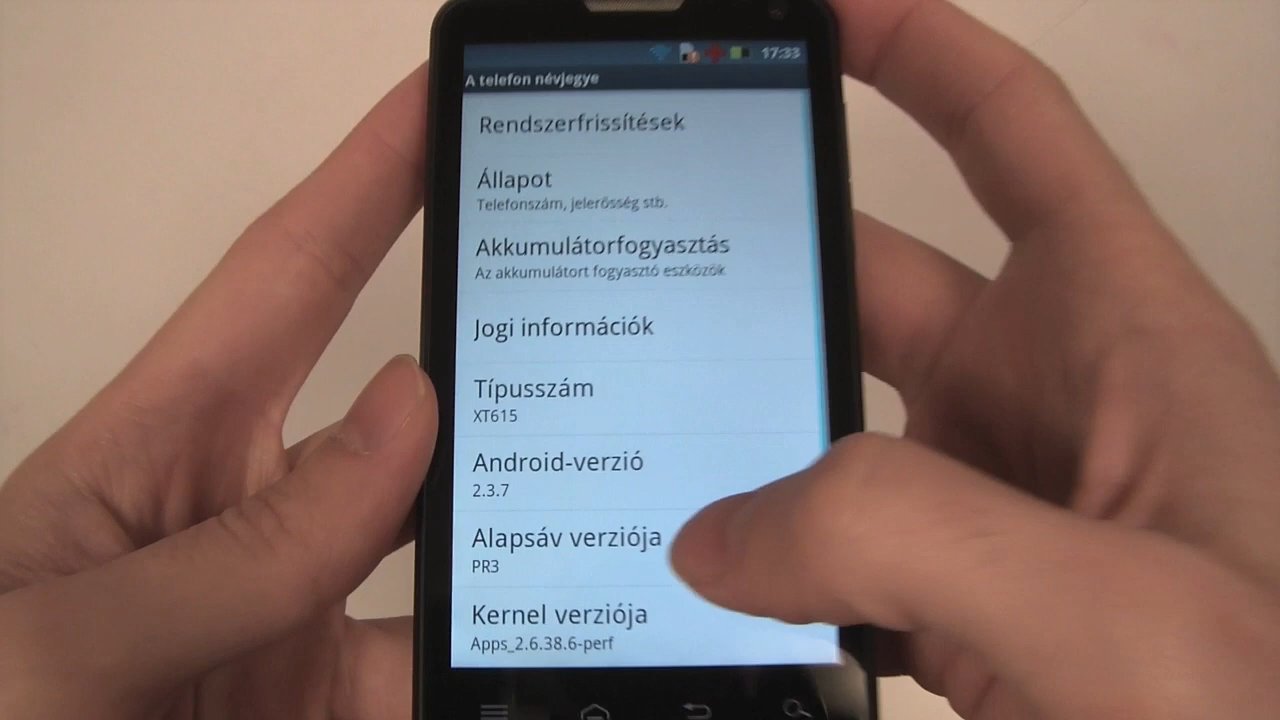 17:33
A telefon névjegye
Rendszerfrissítések
Állapot
Telefonszám, jelerősség stb.
Akkumulátorfogyasztás
Az akkumulátort fogyasztó eszközök
Jogi információk
Típusszám
XT615
Android-verzió
2.3.7
Alapsáv verziója
PR3
Kernel verziója
Apps_2.6.38.6-perf